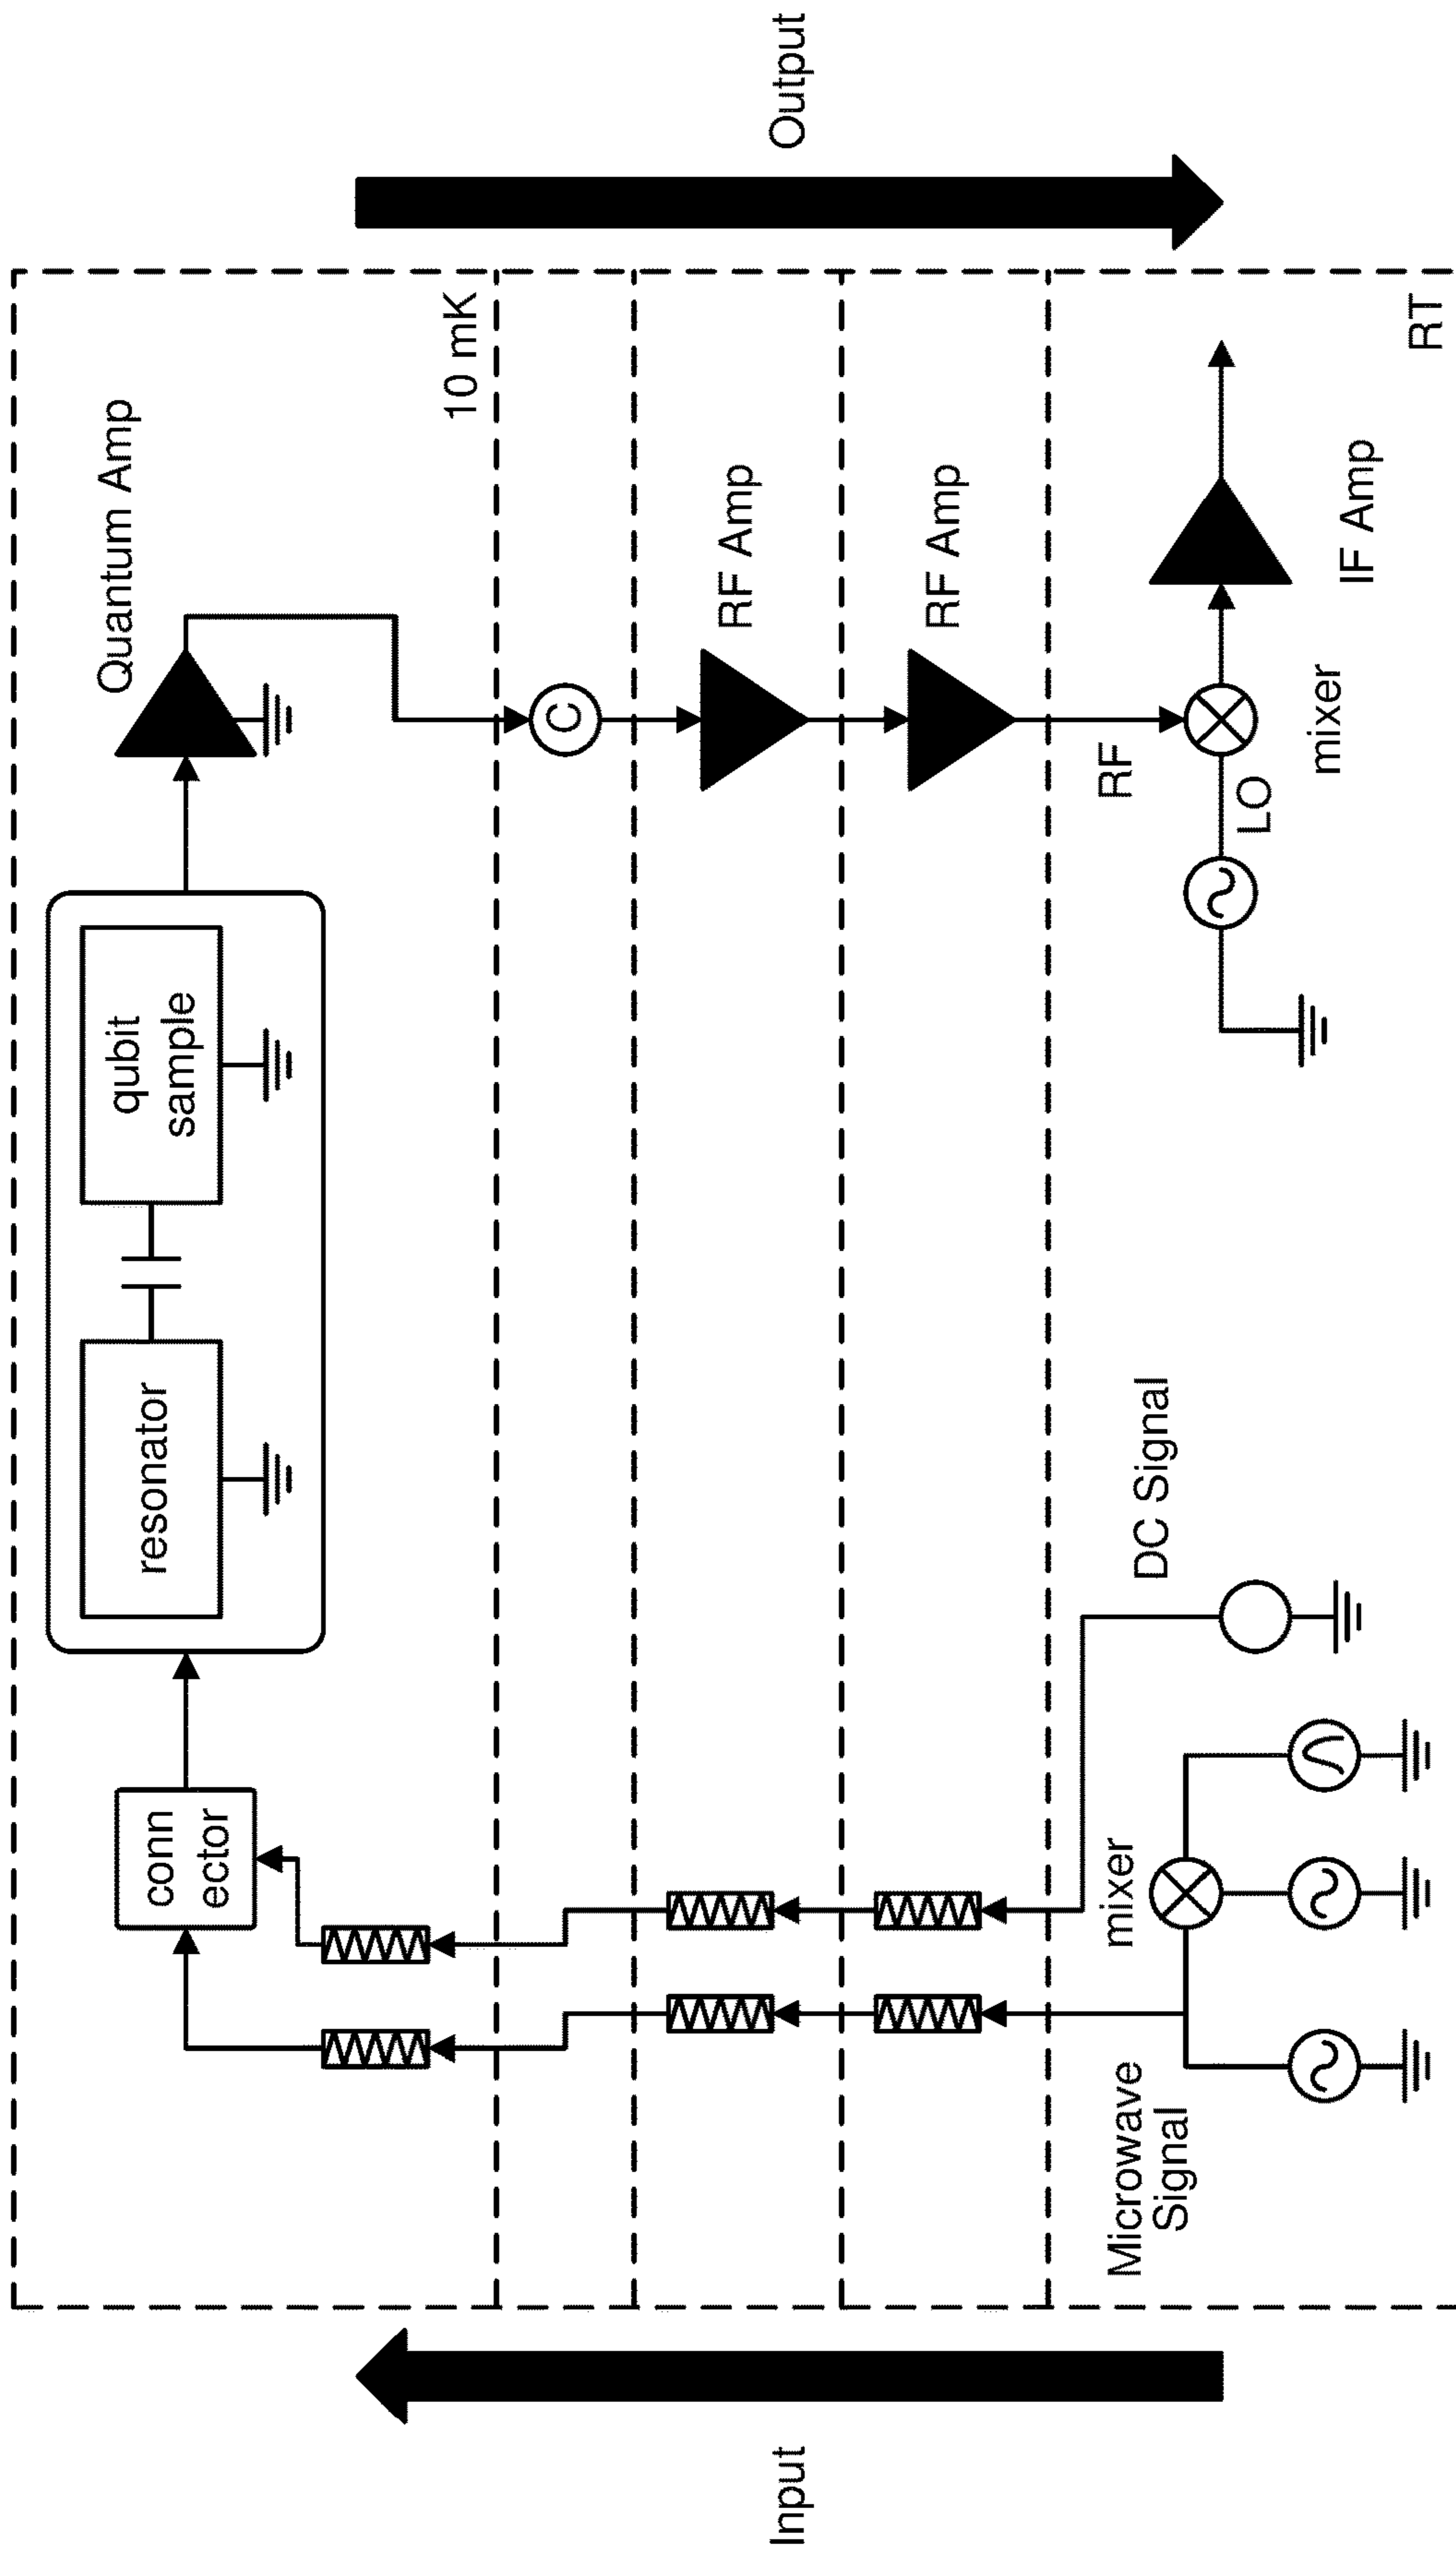 Input
Output
conn
ector
resonator
qubit
sample
Quantum Amp
10 mK
C
RF Amp
RF Amp
Microwave
Signal
mixer
DC Signal
RF
LO
mixer
IF Amp
RT